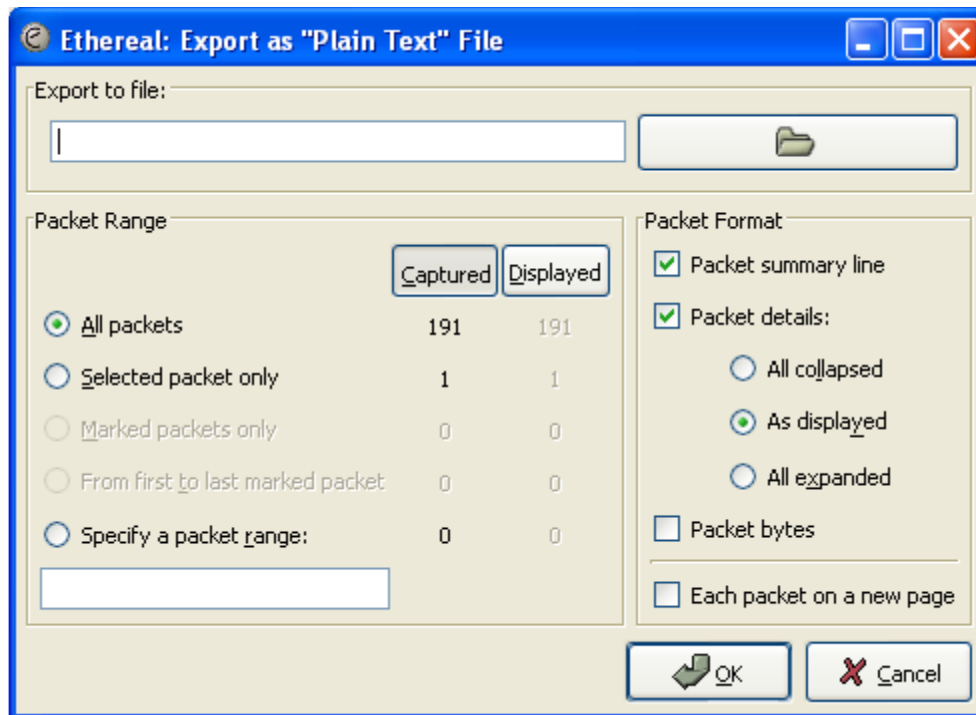 Ethereal: Export as "Plain Text" File
Export to file:
Packet Range
Captured Displayed
All packets 191 191
Selected packet only 1 1
Marked packets only 0 0
From first to last marked packet 0 0
Specify a packet range: 0 0
Packet Format
Packet summary line
Packet details:
All collapsed
As displayed
All expanded
Packet bytes
Each packet on a new page
OK Cancel